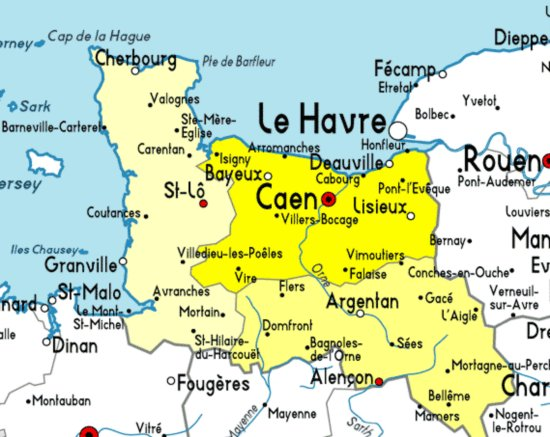 Cap de la Hague
Dieppe
Cherbourg
Pte de Barfleur
Fécamp
Etretat
Sark
Valognes
Yvetot
Bolbec
Ste-Mère-
Eglise
Le Havre
Barneville-Carteret
Honfleur
Carentan
Isigny
Arromanches
Deauville
Rouen
Bayeux
Cabourg
Pont-Audemer
St-Lô
Pont-l'Evêque
Caen
Lisieux
Coutances
Villers-Bocage
Louviers
Bernay
Iles Chausey
Villedieu-les-Poêles
Vimoutiers
Granville
Vire
Falaise
Conches-en-Ouche
Orne
Flers
St-Malo
Avranches
Gacé
Verneuil-
sur-Avre
Le Mont-
St-Michel
Mortain
Argentan
L'Aigle
Domfront
St-Hilaire-
du-Harcouët
Bagnoles-
de-l'Orne
Sées
Dinan
Mortagne-au-Perch
Alençon
Fougères
Bellême
Montauban
Mayenne
Mayenne
Mamers
Nogent-
le-Rotrou
Vitré
Sarth